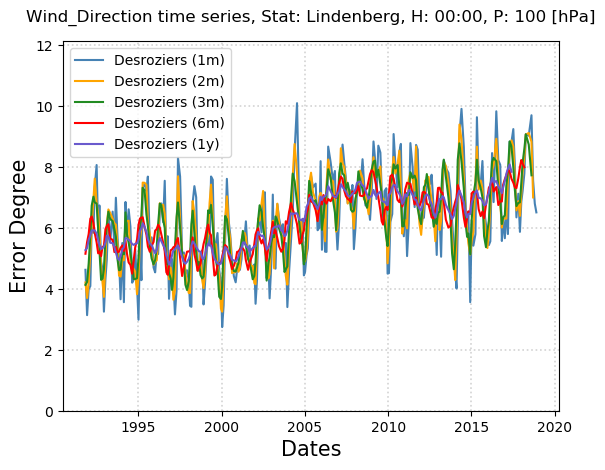 Wind_Direction time series, Stat: Lindenberg, H: 00:00, P: 100 [hPa]
Desroziers (1m)
Desroziers (2m)
Desroziers (3m)
Desroziers (6m)
Desroziers (1y)
Error Degree
12
10
8
6
4
2
0
1995 2000 2005 2010 2015 2020
Dates